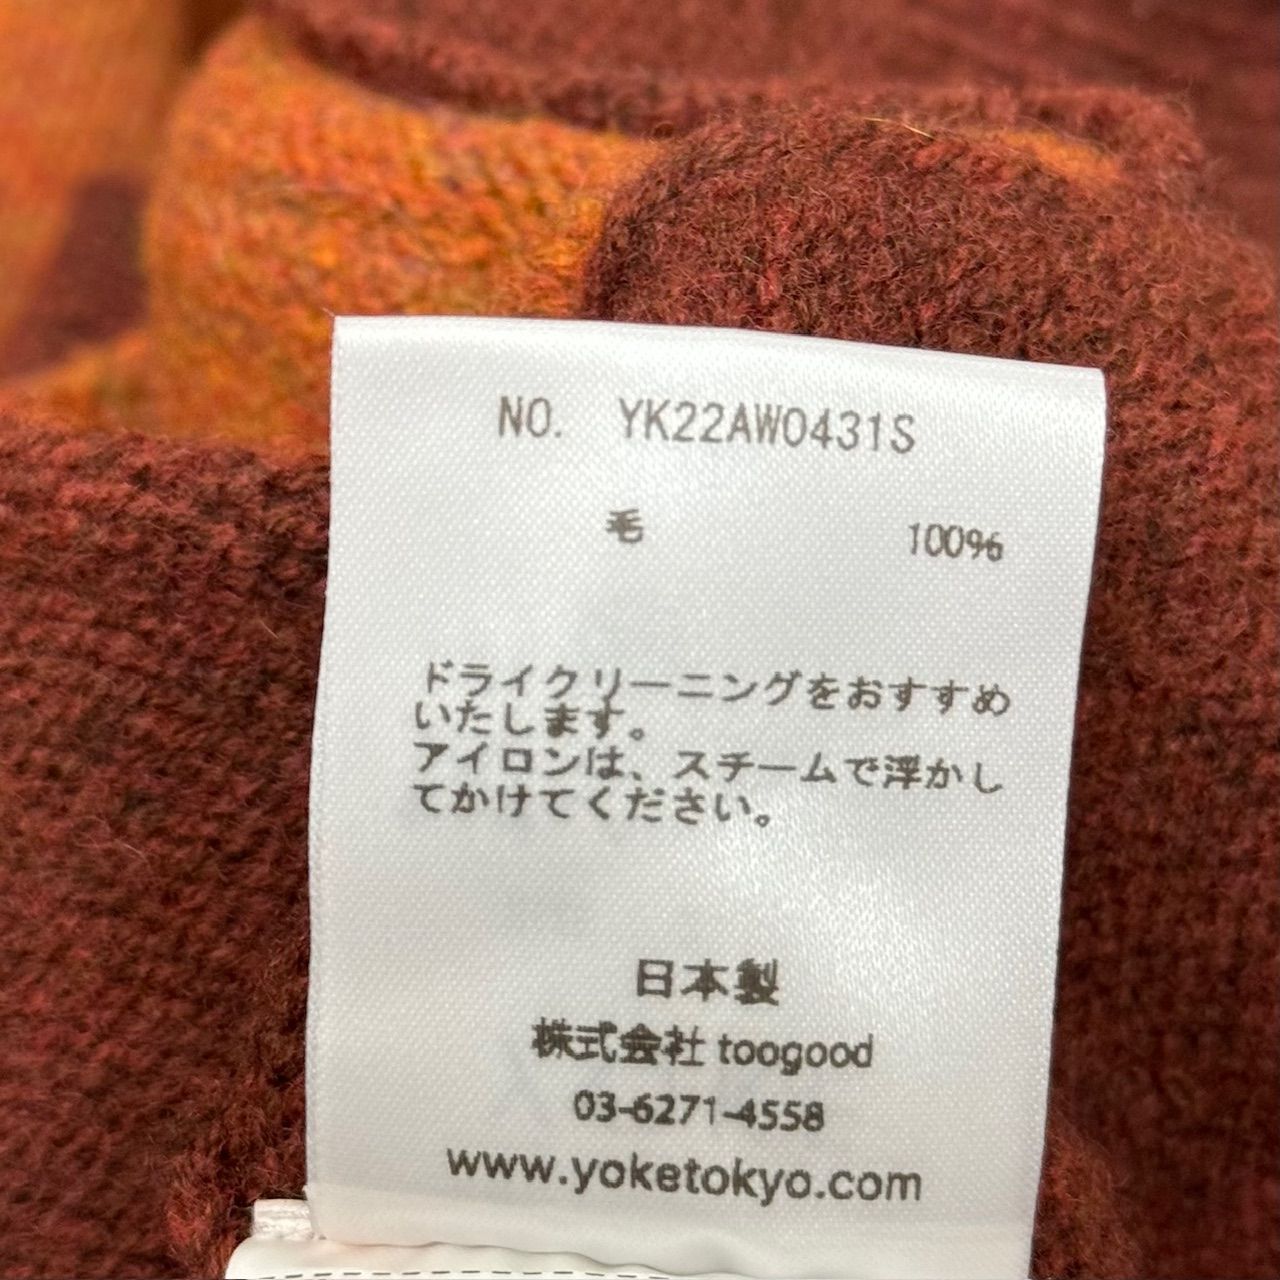 NO. YK22AW0431S
毛 100%
ドライクリーニングをおすすめ
いたします。
アイロンは、スチームで浮かし
てかけてください。
日本製
株式会社 toogood
03-6271-4558
www.yoketokyo.com